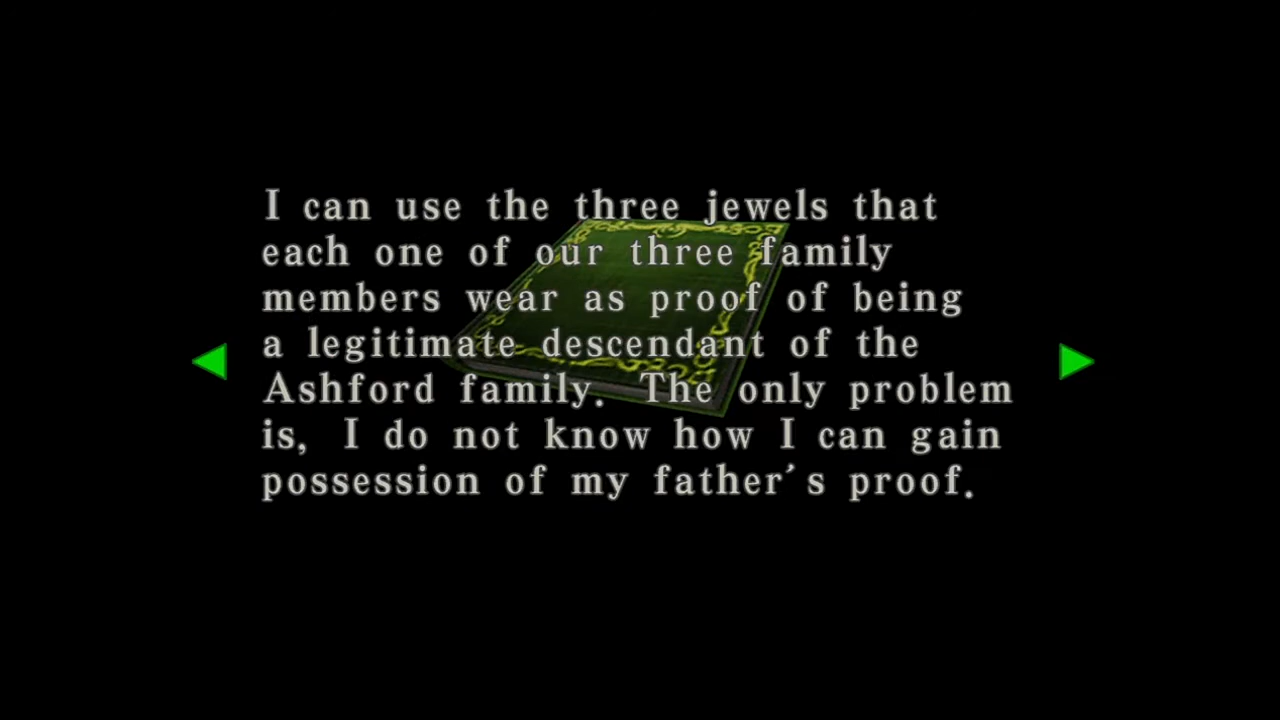 I can use the three jewels that
each one of our three family
members wear as proof of being
a legitimate descendant of the
Ashford family. The only problem
is, I do not know how I can gain
possession of my father's proof.